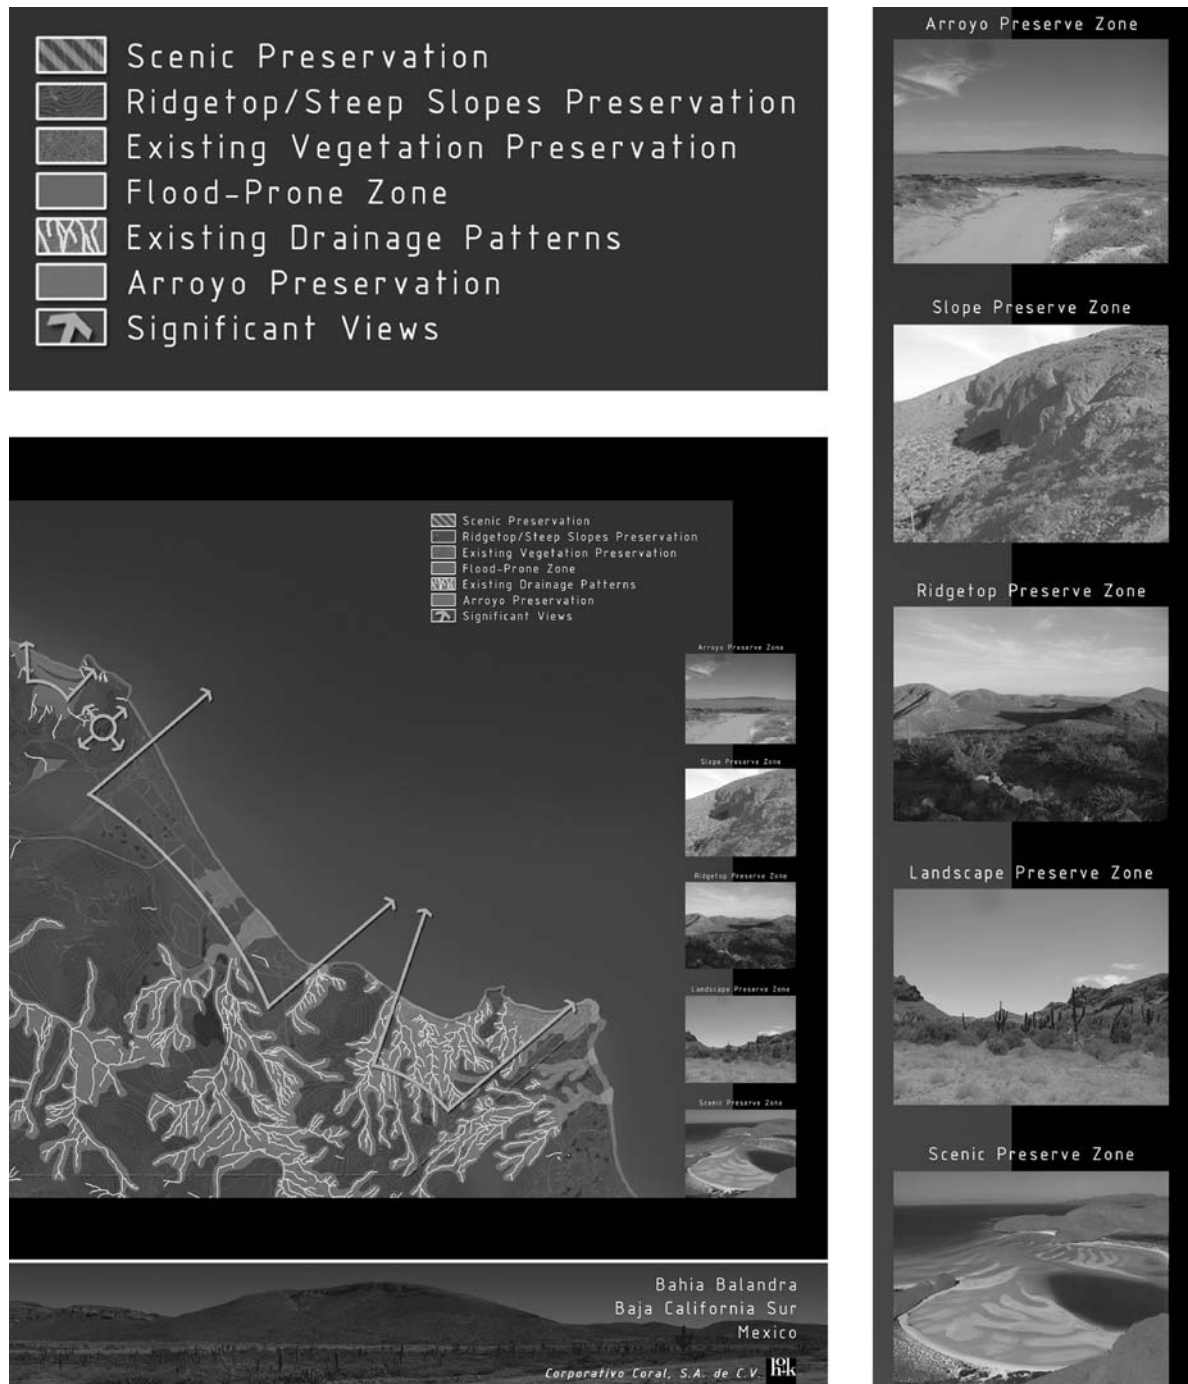 Scenic Preservation
Ridgetop/Steep Slopes Preservation
Existing Vegetation Preservation
Flood-Prone Zone
Existing Drainage Patterns
Arroyo Preservation
Significant Views
Scenic Preservation
Ridgetop/Steep Slopes Preservation
Existing Vegetation Preservation
Flood-Prone Zone
Existing Drainage Patterns
Arroyo Preservation
Significant Views
Arroyo Preserve Zone
Slope Preserve Zone
Ridgetop Preserve Zone
Landscape Preserve Zone
Scenic Preserve Zone
Bahia Balandra
Baja California Sur
Mexico
Corporativo Coral, S.A. de C.V. hok
Arroyo Preserve Zone
Slope Preserve Zone
Ridgetop Preserve Zone
Landscape Preserve Zone
Scenic Preserve Zone